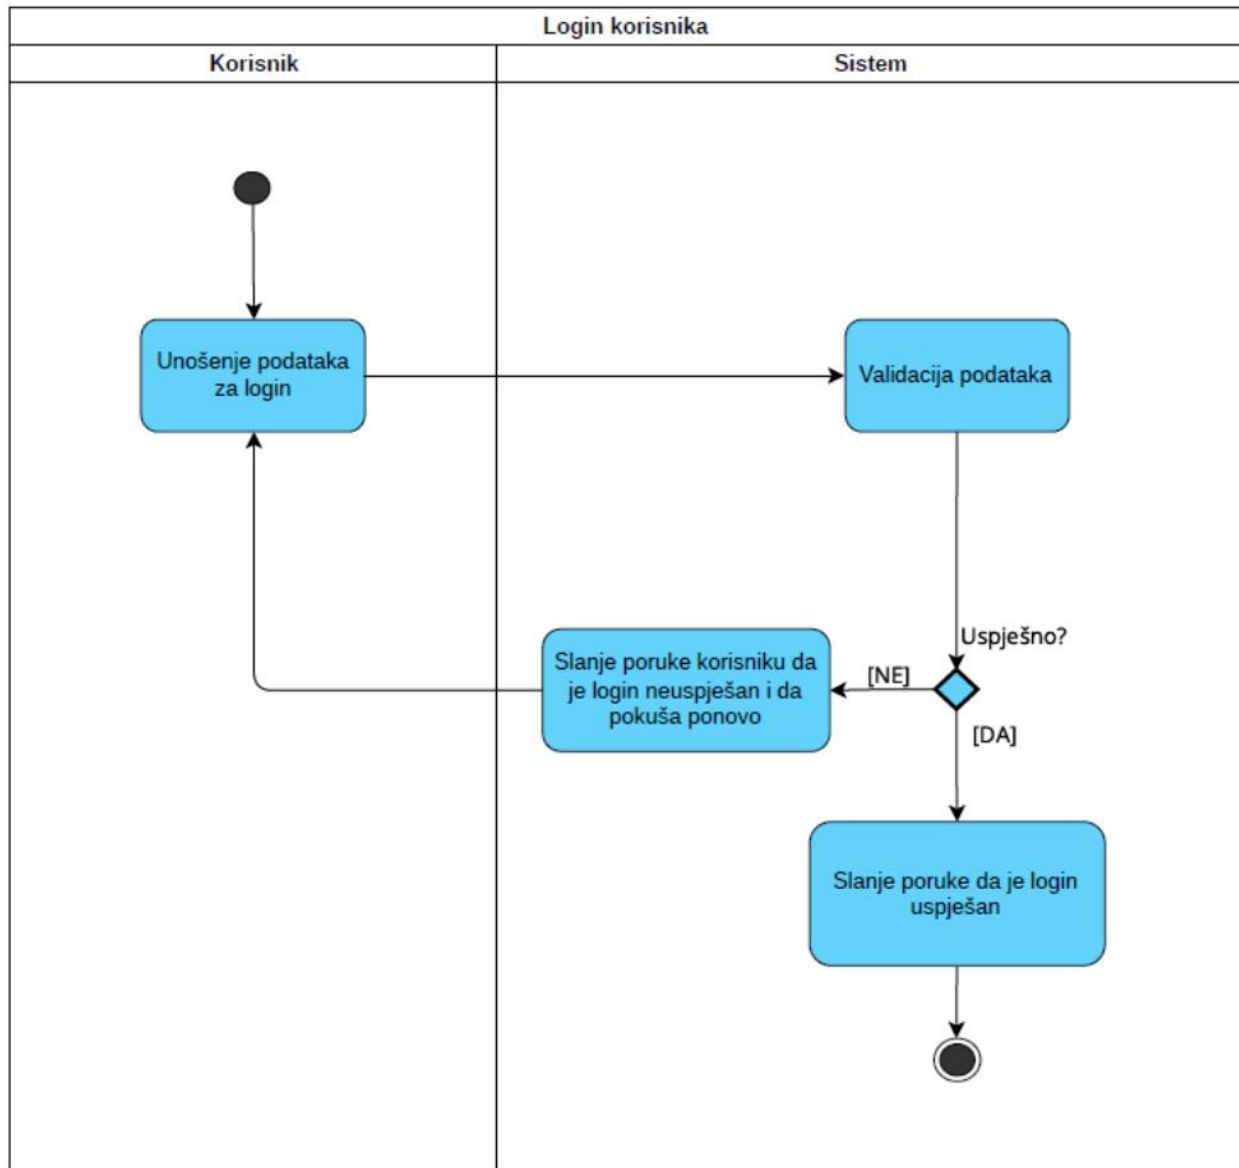 Login korisnika
Korisnik
Sistem
Unošenje podataka
za login
Validacija podataka
Uspješno?
[NE]
Slanje poruke korisniku da
je login neuspješan i da
pokuša ponovo
[DA]
Slanje poruke da je login
uspješan